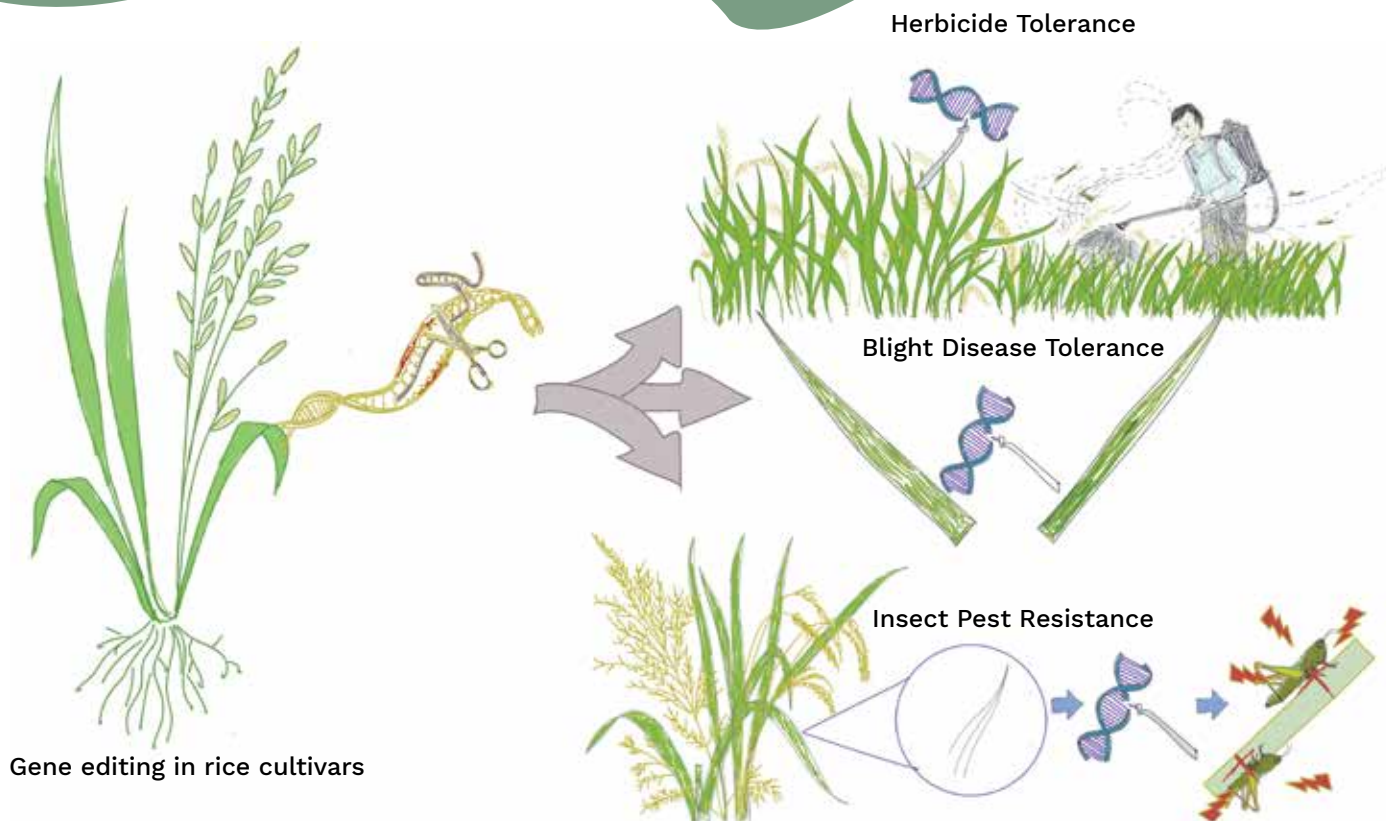 Herbicide Tolerance
Blight Disease Tolerance
Insect Pest Resistance
Gene editing in rice cultivars